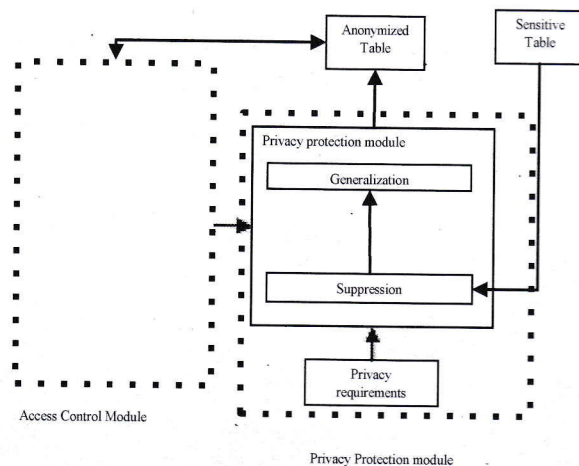 Anonymized
Table
Sensitive
Table
Privacy protection module
Generalization
Suppression
Privacy
requirements
Access Control Module
Privacy Protection module